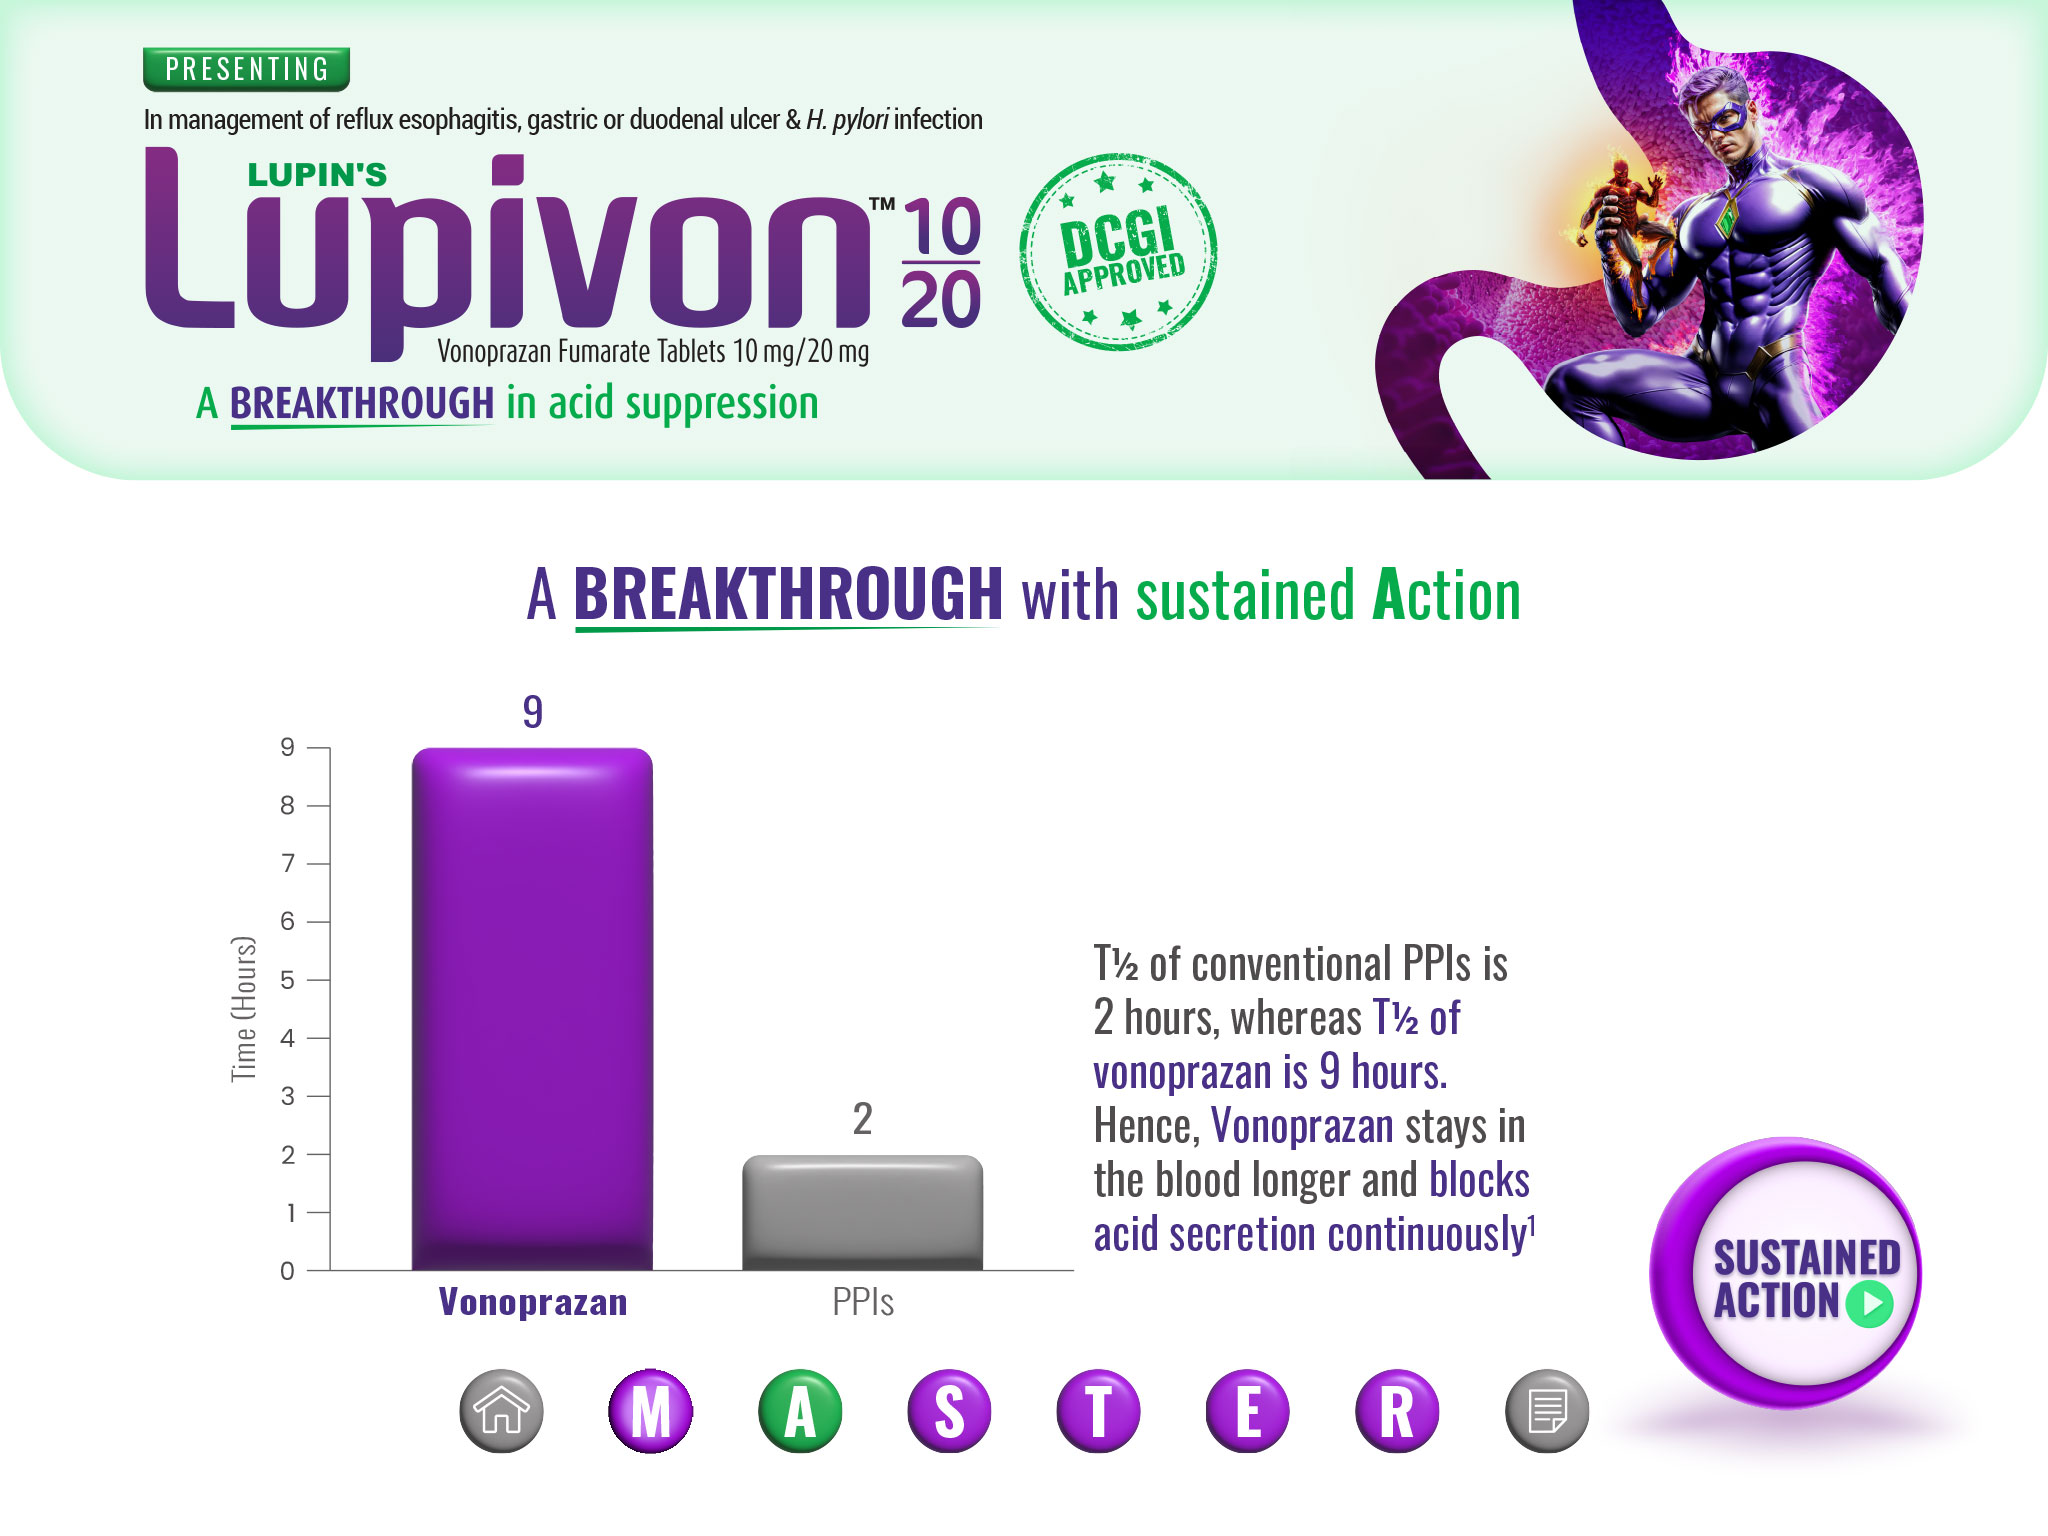 PRESENTING
In management of reflux esophagitis, gastric or duodenal ulcer & H. pylori infection
LUPIN'S
Lupivon™ 10/20
Vonoprazan Fumarate Tablets 10 mg/20 mg
A BREAKTHROUGH in acid suppression
DCGI
APPROVED
A BREAKTHROUGH with sustained Action
9
9
8
7
6
5
4
3
2
1
0
Time (Hours)
2
Vonoprazan
PPIs
T½ of conventional PPIs is
2 hours, whereas T½ of
vonoprazan is 9 hours.
Hence, Vonoprazan stays in
the blood longer and blocks
acid secretion continuously¹
SUSTAINED
ACTION
M A S T E R